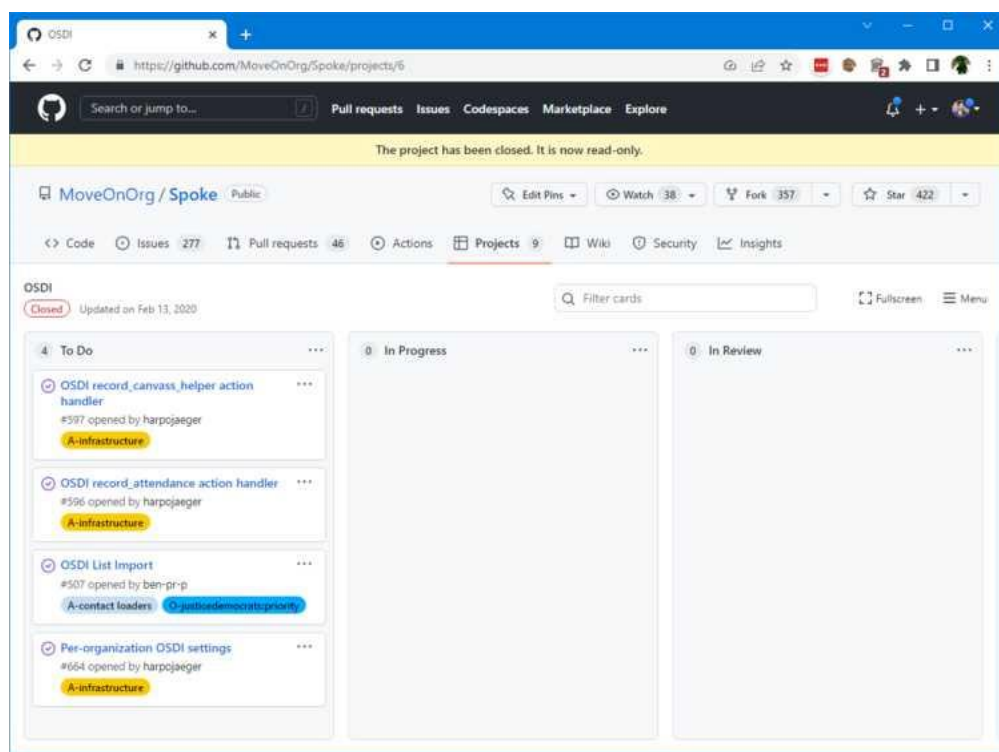 OSDI
https://github.com/MoveOnOrg/Spoke/projects/6
2
Search or jump to...
/
Pull requests Issues Codespaces Marketplace Explore
The project has been closed. It is now read-only.
MoveOnOrg / Spoke Public
Edit Pins Watch 38 Fork 357 Star 422
Code Issues 277 Pull requests 46 Actions Projects 9 Wiki Security Insights
OSDI
Closed Updated on Feb 13, 2020
Filter cards
Fullscreen Menu
4 To Do
OSDI record_canvass_helper action
handler
#597 opened by harpojaeger
A-infrastructure
OSDI record_attendance action handler
#596 opened by harpojaeger
A-infrastructure
OSDI List Import
#507 opened by ben-pr-p
A-contact loaders O-justicedemocrats:priority
Per-organization OSDI settings
#664 opened by harpojaeger
A-infrastructure
0 In Progress
0 In Review